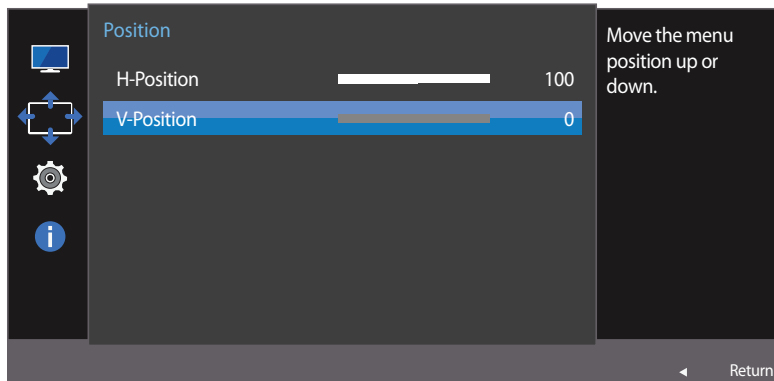 Position
H-Position 100
V-Position 0
Move the menu
position up or
down.
Return